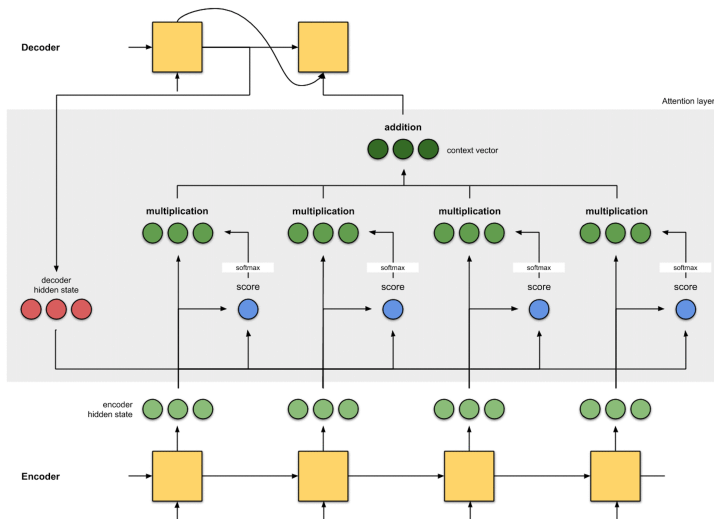 Decoder
Attention layer
addition
context vector
multiplication
multiplication
multiplication
multiplication
softmax
softmax
softmax
softmax
decoder
hidden state
score
score
score
score
encoder
hidden state
Encoder